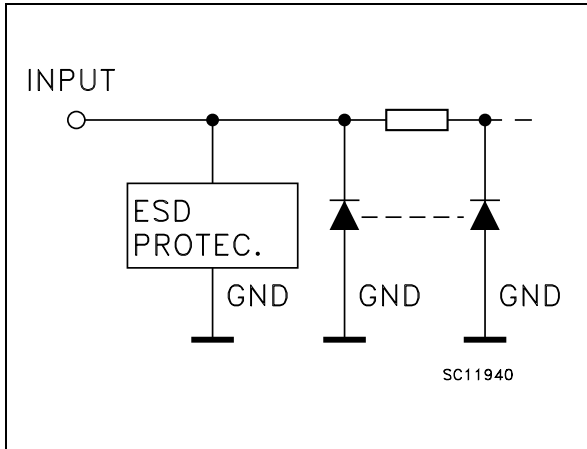 INPUT
ESD
PROTEC.
GND
GND
GND
SC11940